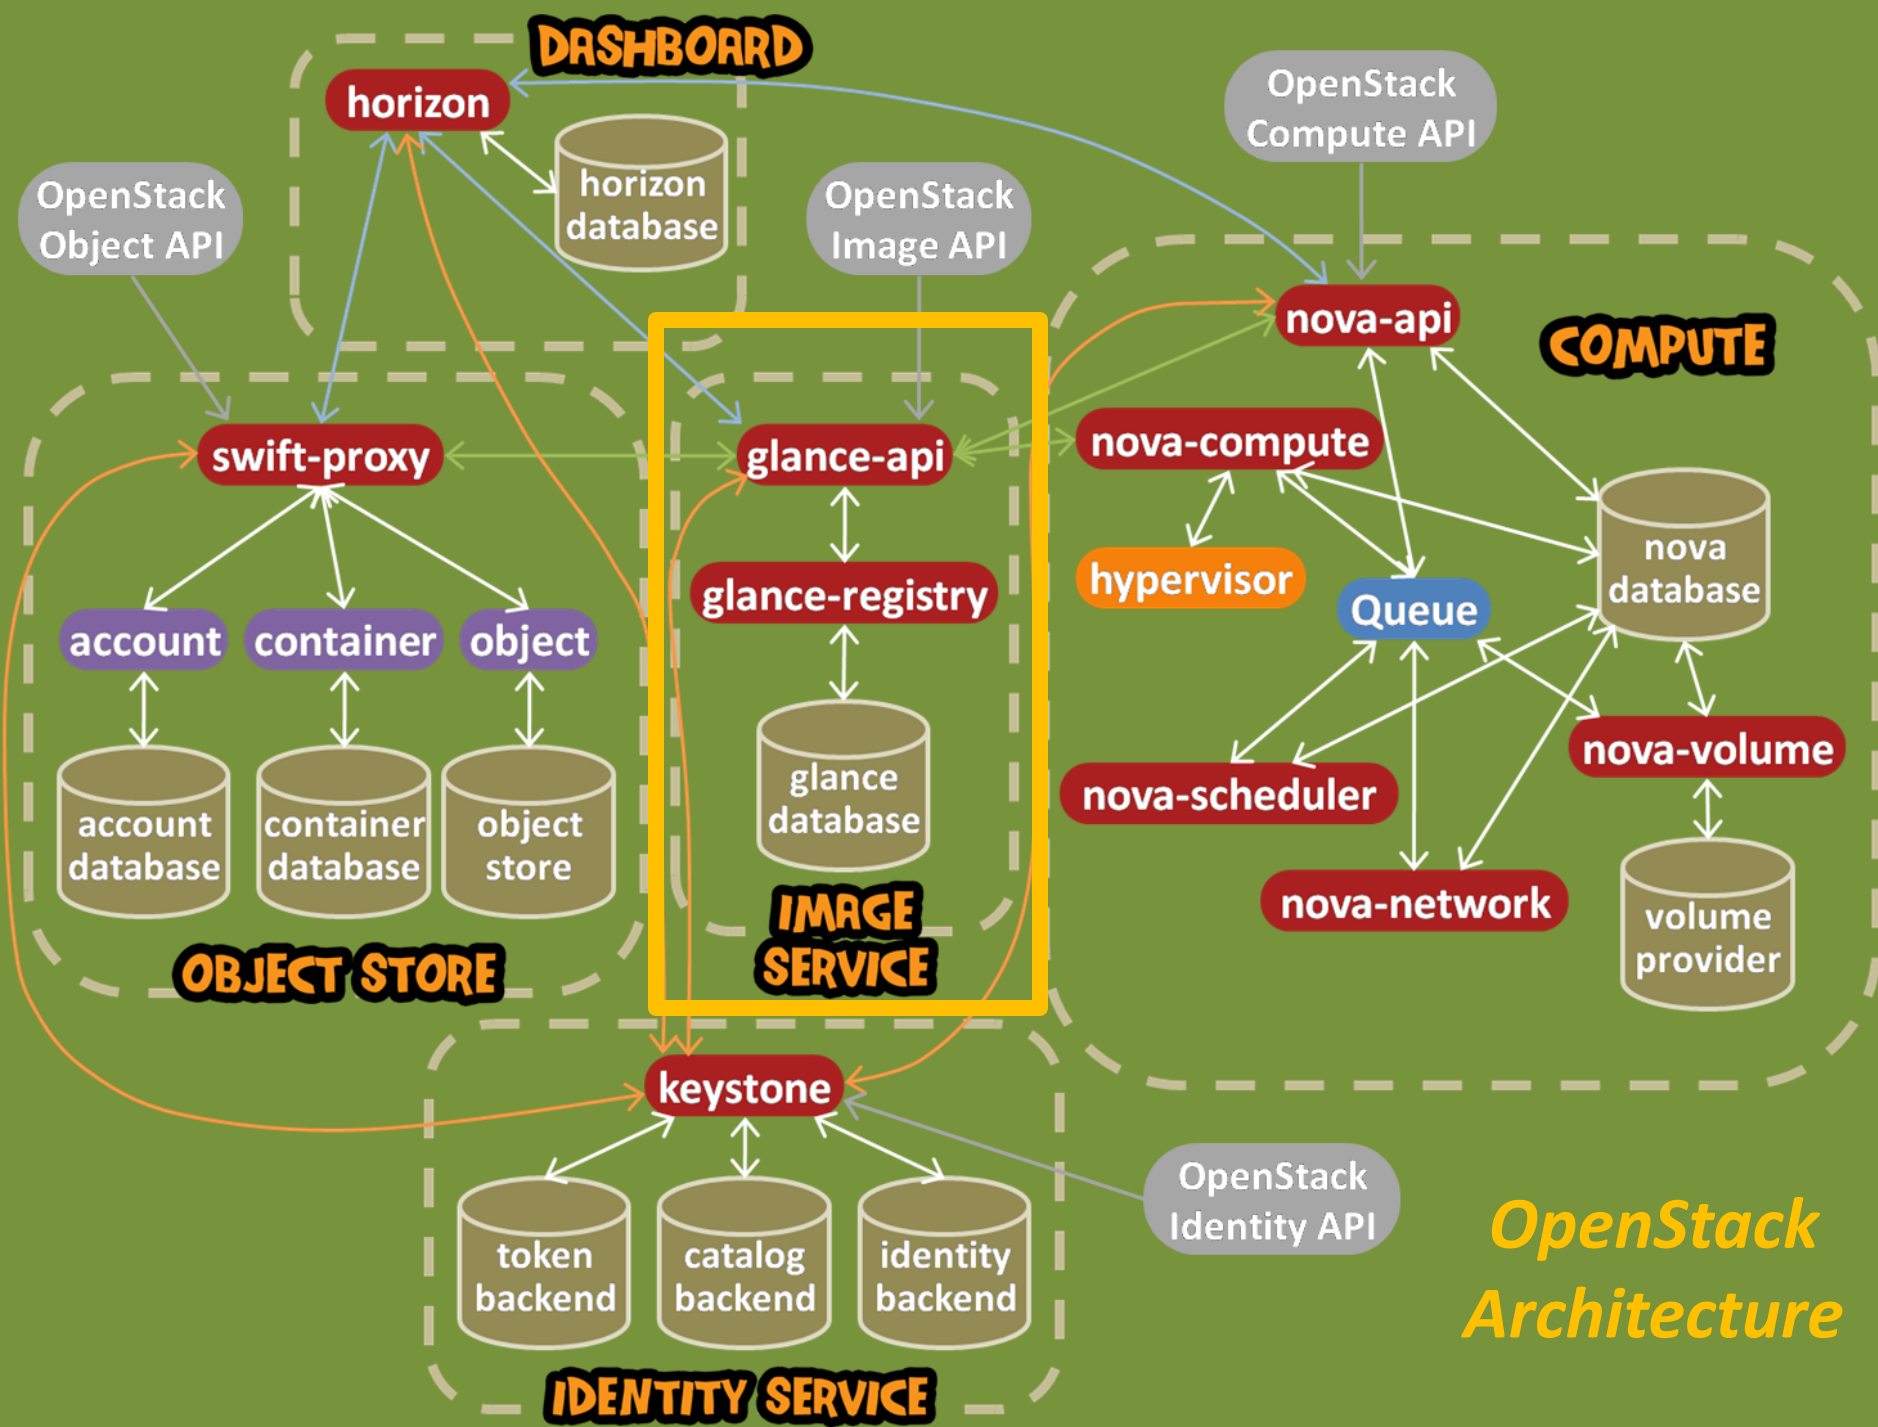 DASHBOARD
horizon
horizon
database
OpenStack
Object API
OpenStack
Image API
OpenStack
Compute API
swift-proxy
account
container
object
account
database
container
database
object
store
OBJECT STORE
glance-api
glance-registry
glance
database
IMAGE
SERVICE
nova-api
COMPUTE
nova-compute
hypervisor
Queue
nova
database
nova-volume
nova-scheduler
nova-network
volume
provider
keystone
token
backend
catalog
backend
identity
backend
IDENTITY SERVICE
OpenStack
Identity API
OpenStack
Architecture